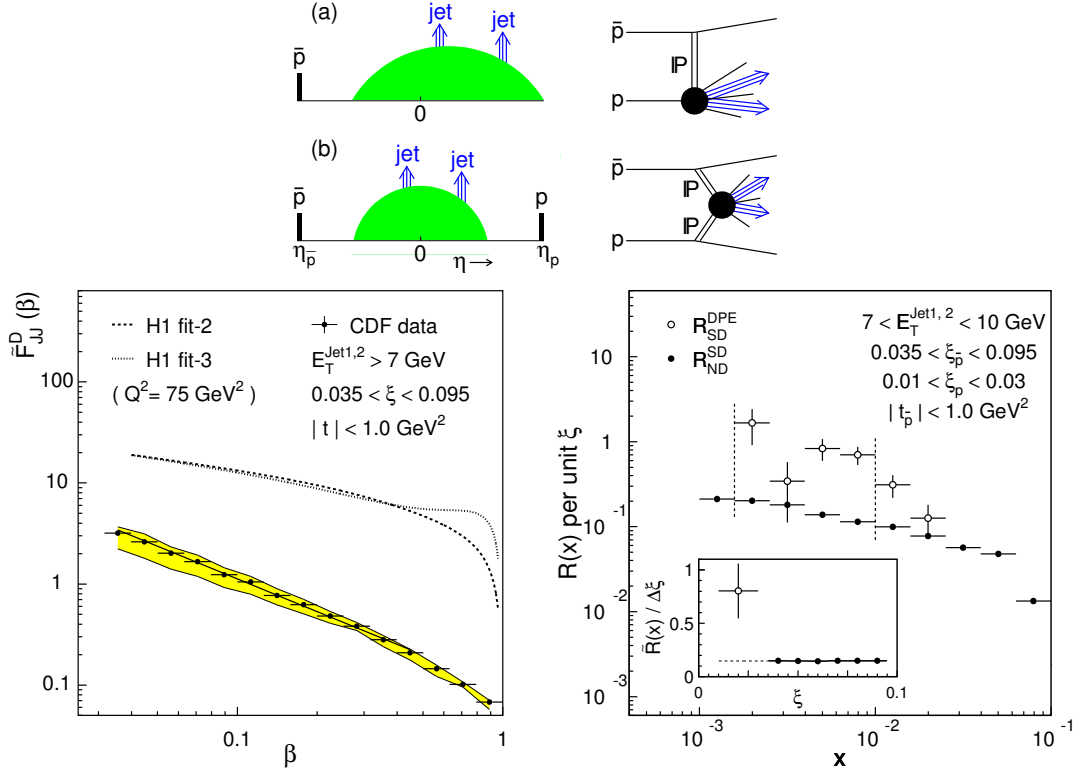 (a)
jet jet
p̄
0
p̄
IP
p
(b)
jet jet
p̄ p
η_p̄ 0 η → η_p
p̄
IP
IP
p
F̃^D_JJ (β)
H1 fit-2
H1 fit-3
( Q²= 75 GeV² )
CDF data
E_T^Jet1,2 > 7 GeV
0.035 < ξ < 0.095
| t | < 1.0 GeV²
100
10
1
0.1
0.1 1
β
R(x) per unit ξ
R^DPE_SD
R^SD_ND
7 < E_T^Jet1, 2 < 10 GeV
0.035 < ξ_p̄ < 0.095
0.01 < ξ_p < 0.03
| t_p̄ | < 1.0 GeV²
10
1
10⁻¹
10⁻²
10⁻³
R̃(x) / Δξ
1
0.5
0
0 0.1
ξ
10⁻³ 10⁻² 10⁻¹
x